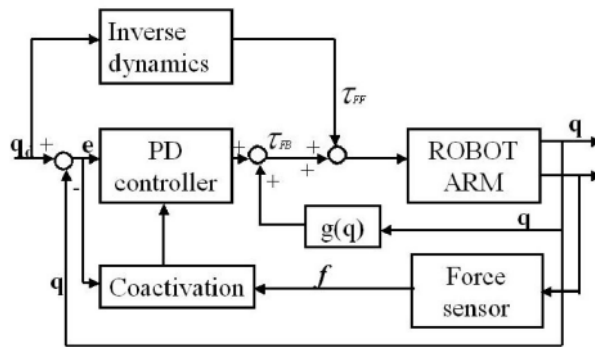 Inverse
dynamics
τFF
qd
+
e
PD
controller
+
τFB
+
+
+
ROBOT
ARM
q
-
g(q)
q
q
Coactivation
f
Force
sensor